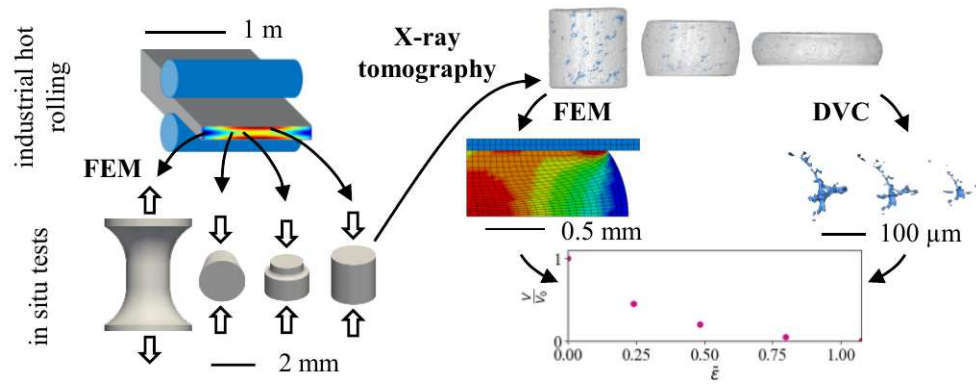 industrial hot
rolling
1 m
X-ray
tomography
FEM
in situ tests
2 mm
FEM
DVC
0.5 mm
100 µm
1
0
V
V₀
0.00
0.25
0.50
0.75
1.00
ε̄